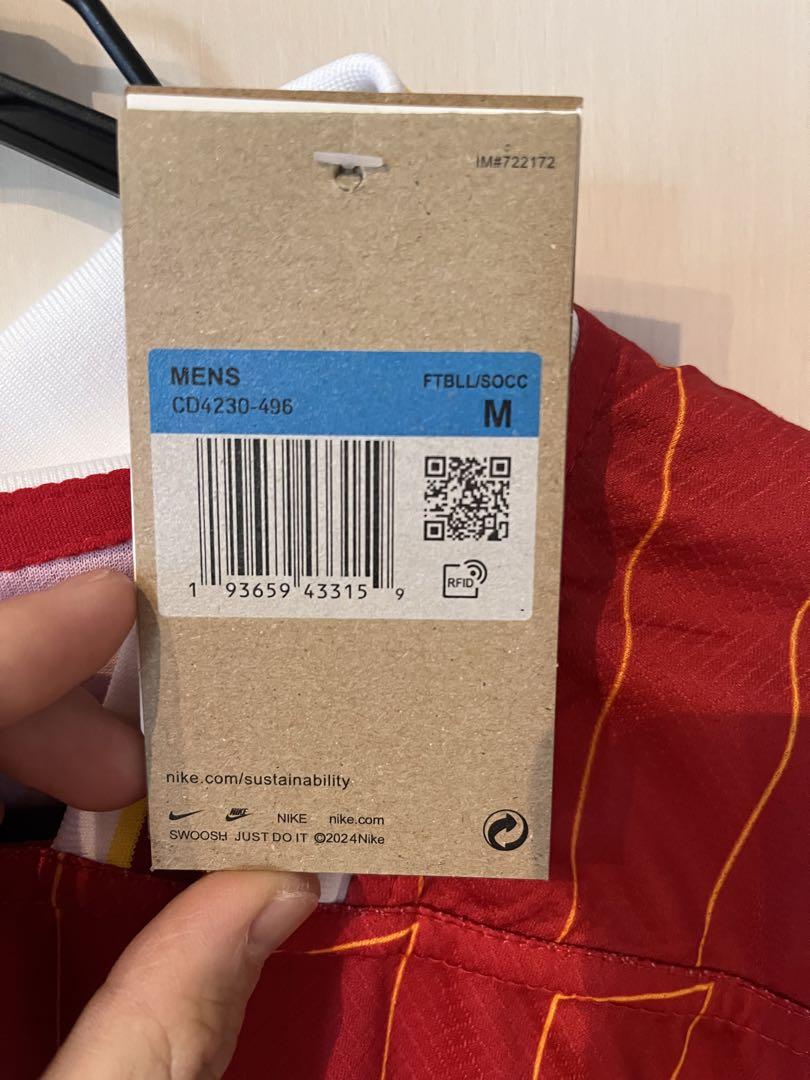 IM#722172
MENS
FTBLL/SOCC
CD4230-496
M
RFID
1 93659 43315 9
nike.com/sustainability
NIKE NIKE nike.com
SWOOSH JUST DO IT ©2024Nike